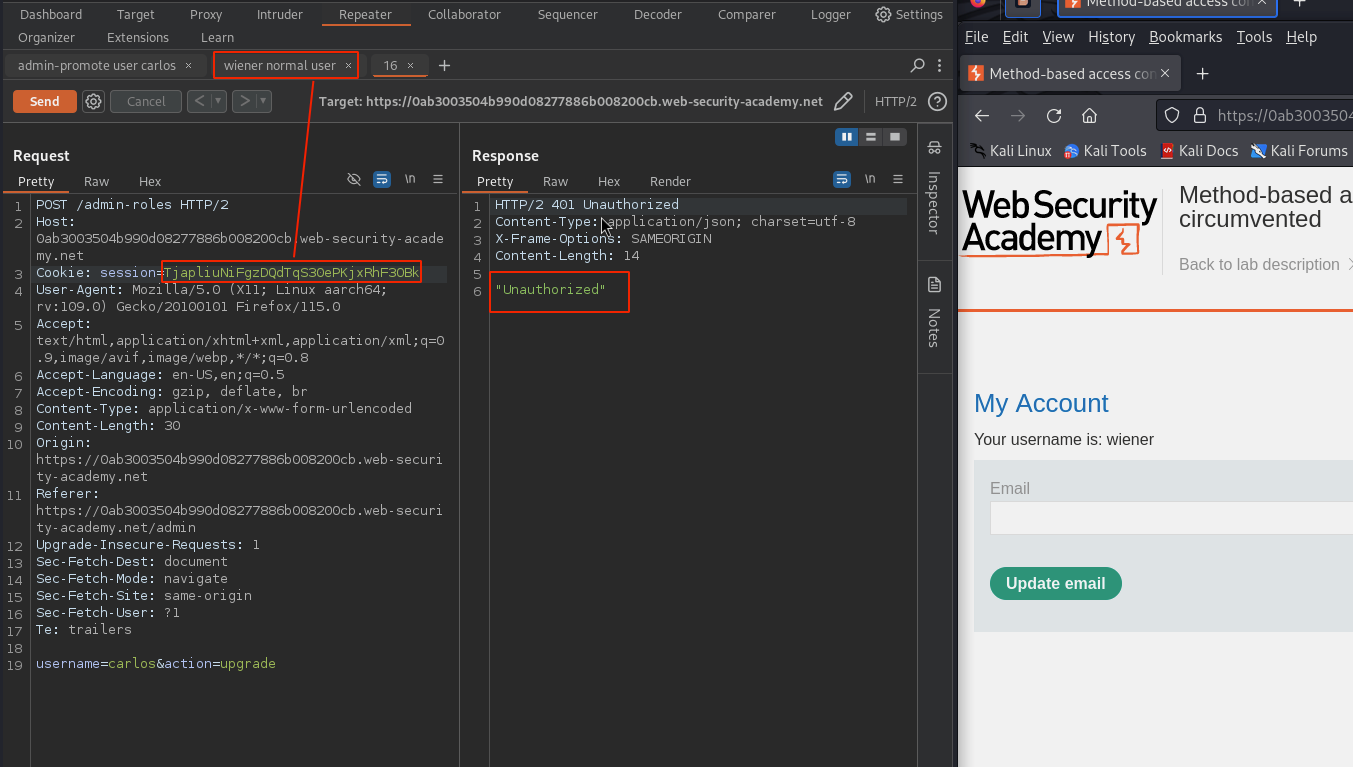 Dashboard Target Proxy Intruder Repeater Collaborator Sequencer Decoder Comparer Logger Settings
Organizer Extensions Learn
admin-promote user carlos × wiener normal user × 16 × +
Send Cancel < > Target: https://0ab3003504b990d08277886b008200cb.web-security-academy.net HTTP/2 ?
Request
Pretty Raw Hex \n
1 POST /admin-roles HTTP/2
2 Host:
0ab3003504b990d08277886b008200cb.web-security-acade
my.net
3 Cookie: session=TjapliuNiFgzDQdTqS30ePKjxRhF3OBk
4 User-Agent: Mozilla/5.0 (X11; Linux aarch64;
rv:109.0) Gecko/20100101 Firefox/115.0
5 Accept:
text/html,application/xhtml+xml,application/xml;q=0
.9,image/avif,image/webp,*/*;q=0.8
6 Accept-Language: en-US,en;q=0.5
7 Accept-Encoding: gzip, deflate, br
8 Content-Type: application/x-www-form-urlencoded
9 Content-Length: 30
10 Origin:
https://0ab3003504b990d08277886b008200cb.web-securi
ty-academy.net
11 Referer:
https://0ab3003504b990d08277886b008200cb.web-securi
ty-academy.net/admin
12 Upgrade-Insecure-Requests: 1
13 Sec-Fetch-Dest: document
14 Sec-Fetch-Mode: navigate
15 Sec-Fetch-Site: same-origin
16 Sec-Fetch-User: ?1
17 Te: trailers
18
19 username=carlos&action=upgrade
Response
Pretty Raw Hex Render \n
1 HTTP/2 401 Unauthorized
2 Content-Type: application/json; charset=utf-8
3 X-Frame-Options: SAMEORIGIN
4 Content-Length: 14
5
6 "Unauthorized"
Inspector
Notes
Method-based access con × +
File Edit View History Bookmarks Tools Help
Method-based access con × +
https://0ab3003504
Kali Linux Kali Tools Kali Docs Kali Forums
Web Security
Academy
Method-based a
circumvented
Back to lab description
My Account
Your username is: wiener
Email
Update email